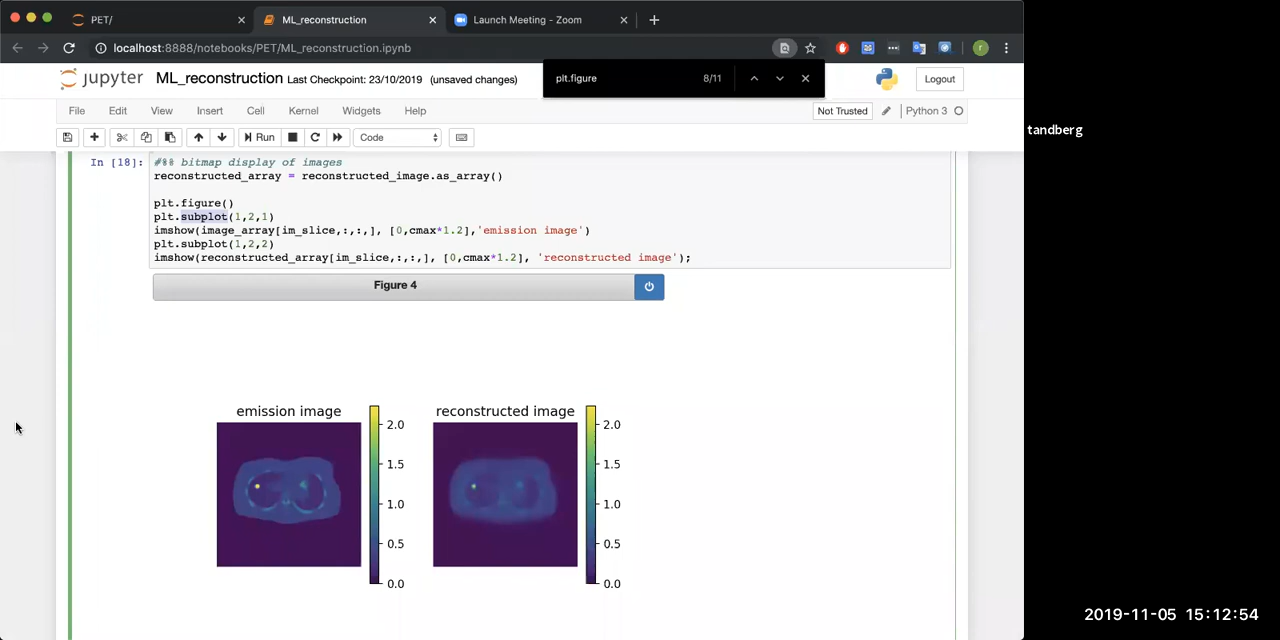 PET/
ML_reconstruction
Launch Meeting - Zoom
localhost:8888/notebooks/PET/ML_reconstruction.ipynb
r
plt.figure
8/11
jupyter
ML_reconstruction Last Checkpoint: 23/10/2019 (unsaved changes)
Logout
File Edit View Insert Cell Kernel Widgets Help
Not Trusted
Python 3
Run
Code
In [18]:
#%% bitmap display of images
reconstructed_array = reconstructed_image.as_array()
plt.figure()
plt.subplot(1,2,1)
imshow(image_array[im_slice,:,:,], [0,cmax*1.2],'emission image')
plt.subplot(1,2,2)
imshow(reconstructed_array[im_slice,:,:,], [0,cmax*1.2], 'reconstructed image');
Figure 4
emission image
2.0
1.5
1.0
0.5
0.0
reconstructed image
2.0
1.5
1.0
0.5
0.0
tandberg
2019-11-05 15:12:54